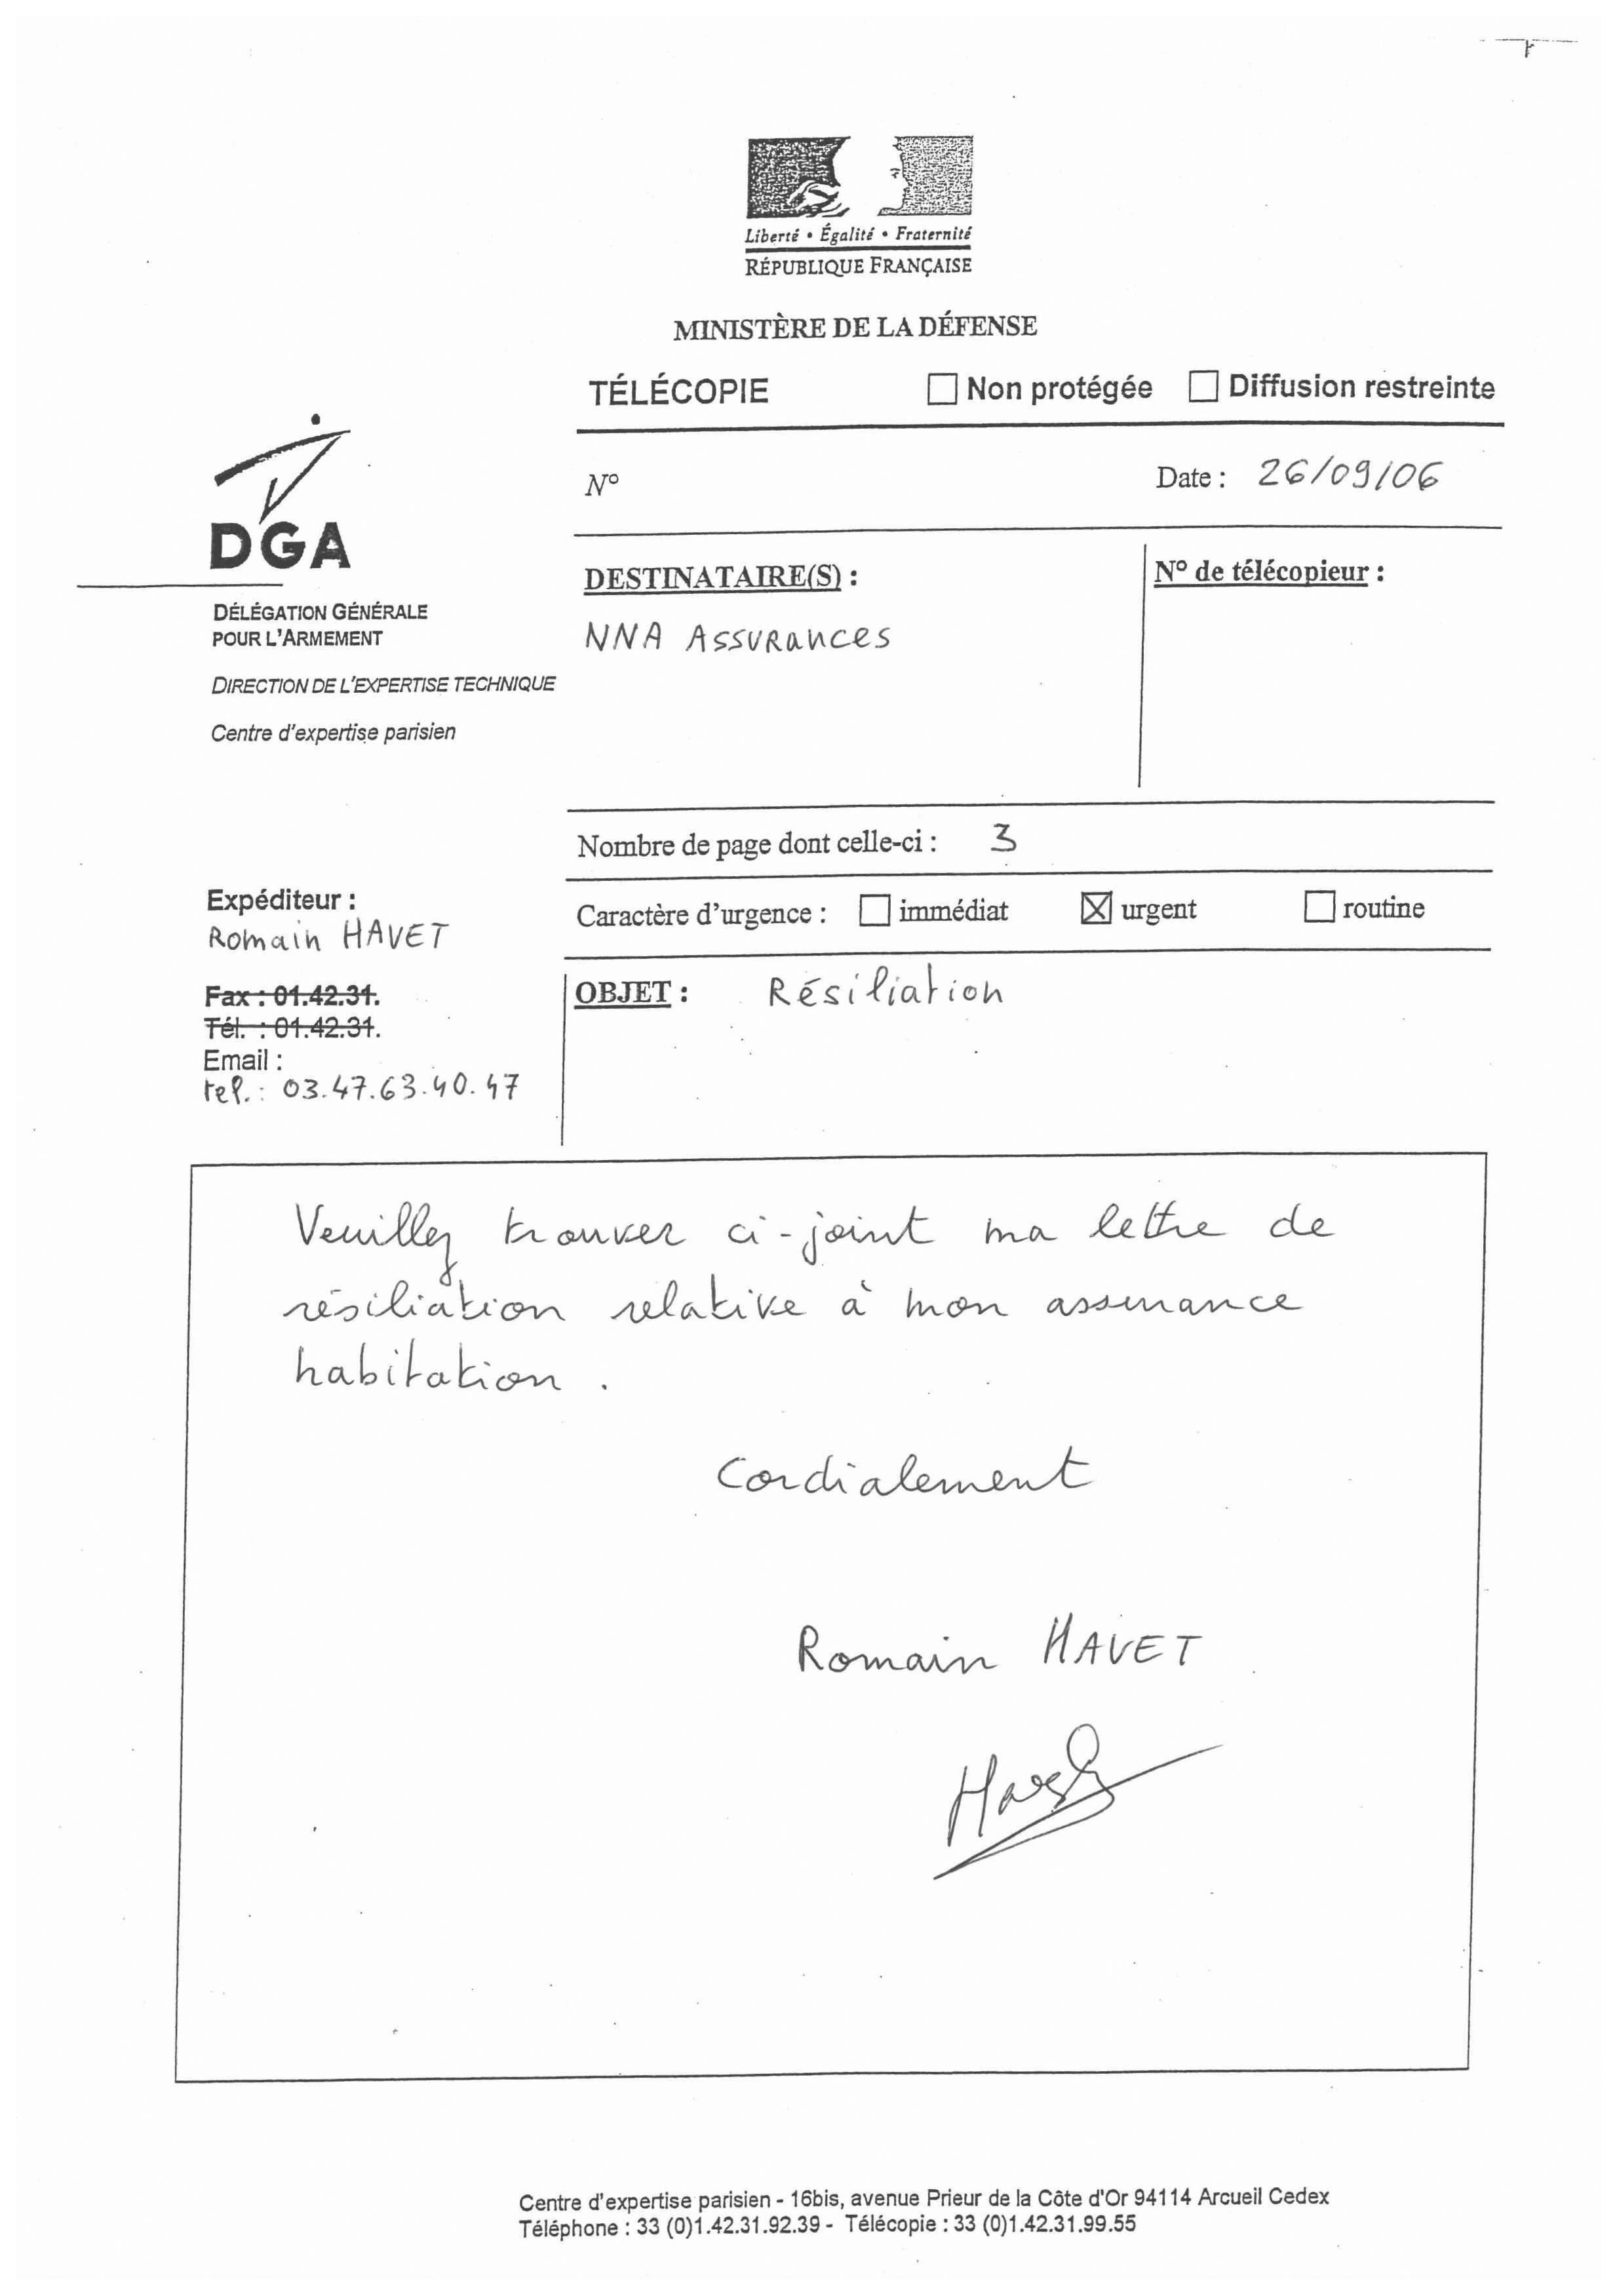 Liberté • Égalité • Fraternité
RÉPUBLIQUE FRANÇAISE
MINISTÈRE DE LA DÉFENSE
TÉLÉCOPIE Non protégée Diffusion restreinte
N° Date : 26/09/06
DGA
DÉLÉGATION GÉNÉRALE
POUR L'ARMEMENT
DIRECTION DE L'EXPERTISE TECHNIQUE
Centre d'expertise parisien
DESTINATAIRE(S) :
NNA Assurances
N° de télécopieur :
Nombre de page dont celle-ci : 3
Caractère d'urgence : immédiat urgent routine
Expéditeur :
Romain HAVET
Fax : 01.42.31.
Tél. : 01.42.31.
Email :
tel. : 03.47.63.40.47
OBJET : Résiliation
Veuillez trouver ci-joint ma lettre de
résiliation relative à mon assurance
habitation .
Cordialement
Romain HAVET
Centre d'expertise parisien - 16bis, avenue Prieur de la Côte d'Or 94114 Arcueil Cedex
Téléphone : 33 (0)1.42.31.92.39 - Télécopie : 33 (0)1.42.31.99.55